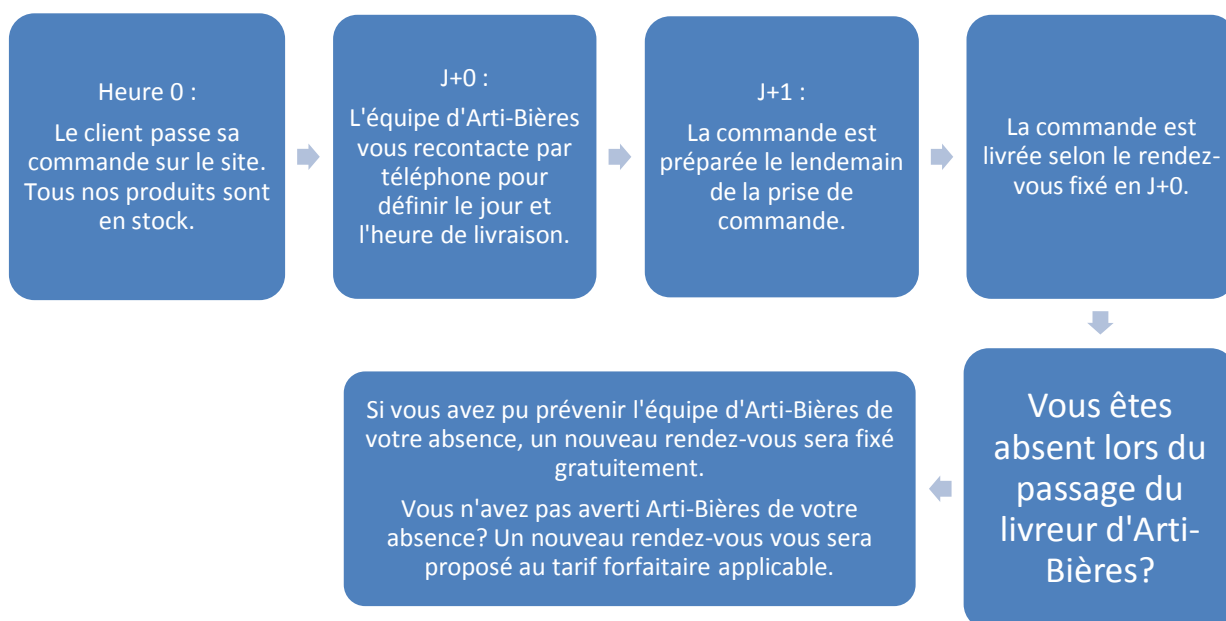 Heure 0 :
Le client passe sa
commande sur le site.
Tous nos produits sont
en stock.
J+0 :
L'équipe d'Arti-Bières
vous recontacte par
téléphone pour
définir le jour et
l'heure de livraison.
J+1 :
La commande est
préparée le lendemain
de la prise de
commande.
La commande est
livrée selon le rendez-
vous fixé en J+0.
Vous êtes
absent lors du
passage du
livreur d'Arti-
Bières?
Si vous avez pu prévenir l'équipe d'Arti-Bières de
votre absence, un nouveau rendez-vous sera fixé
gratuitement.
Vous n'avez pas averti Arti-Bières de votre
absence? Un nouveau rendez-vous vous sera
proposé au tarif forfaitaire applicable.